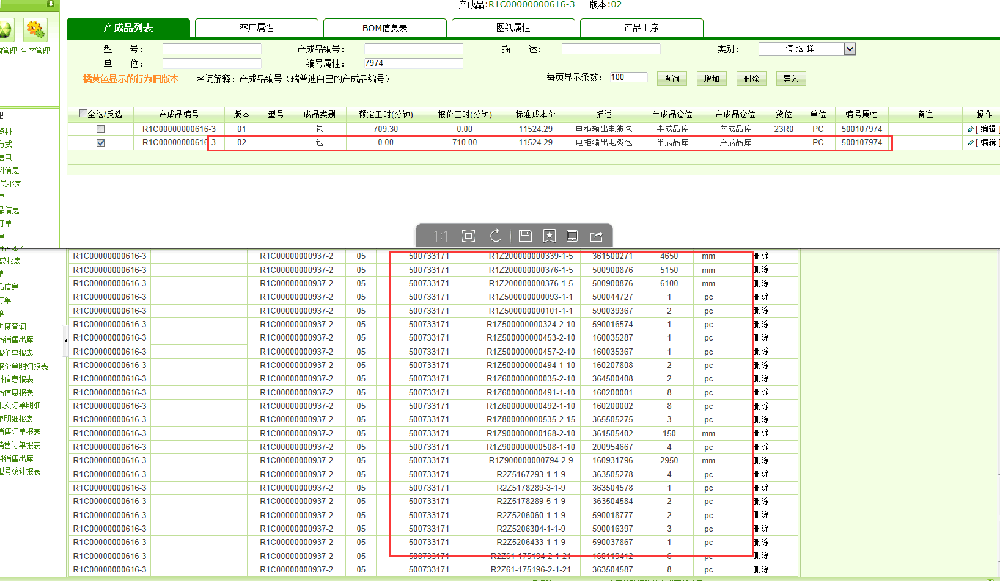 产成品:R1C00000000616-3 版本:02
产成品列表 客户属性 BOM信息表 图纸属性 产品工序
管理 生产管理
型 号: 产成品编号: 描 述: 类别: -----请选择-----
单 位: 编号属性: 7974
橘黄色显示的行为旧版本 名词解释:产成品编号(瑞普迪自己的产成品编号) 每页显示条数: 100 查询 增加 删除 导入
全选/反选 产成品编号 版本 型号 成品类别 额定工时(分钟) 报价工时(分钟) 标准成本价 描述 半成品仓位 产成品仓位 货位 单位 编号属性 备注 操作
R1C00000000616-3 01 包 709.30 0.00 11524.29 电柜输出电缆包 半成品库 产成品库 23R0 PC 500107974 [ 编辑 ]
R1C00000000616-3 02 包 0.00 710.00 11524.29 电柜输出电缆包 半成品库 产成品库 PC 500107974 [ 编辑 ]
理
资料
方式
信息
料信息
总报表
单
品信息
订单
单
1:1
总报表
单
品信息
订单
单
进度查询
品销售出库
报价单报表
报价单明细报表
料信息报表
品信息报表
未交订单明细
单明细报表
销售订单报表
销售订单报表
料销售出库
型号统计报表
R1C00000000616-3 R1C00000000937-2 05 500733171 R1Z200000000339-1-5 361500271 4650 mm 删除
R1C00000000616-3 R1C00000000937-2 05 500733171 R1Z200000000376-1-5 500900876 5150 mm 删除
R1C00000000616-3 R1C00000000937-2 05 500733171 R1Z200000000376-1-5 500900876 6100 mm 删除
R1C00000000616-3 R1C00000000937-2 05 500733171 R1Z500000000093-1-1 500044727 1 pc 删除
R1C00000000616-3 R1C00000000937-2 05 500733171 R1Z500000000101-1-1 590039367 2 pc 删除
R1C00000000616-3 R1C00000000937-2 05 500733171 R1Z500000000324-2-10 590016574 1 pc 删除
R1C00000000616-3 R1C00000000937-2 05 500733171 R1Z500000000453-2-10 160035287 1 pc 删除
R1C00000000616-3 R1C00000000937-2 05 500733171 R1Z500000000457-2-10 160035367 1 pc 删除
R1C00000000616-3 R1C00000000937-2 05 500733171 R1Z500000000494-1-10 160207808 2 pc 删除
R1C00000000616-3 R1C00000000937-2 05 500733171 R1Z600000000035-2-10 364500408 2 pc 删除
R1C00000000616-3 R1C00000000937-2 05 500733171 R1Z600000000491-1-10 160200001 8 pc 删除
R1C00000000616-3 R1C00000000937-2 05 500733171 R1Z600000000492-1-10 160200002 8 pc 删除
R1C00000000616-3 R1C00000000937-2 05 500733171 R1Z800000000535-2-15 365505275 3 pc 删除
R1C00000000616-3 R1C00000000937-2 05 500733171 R1Z900000000168-2-10 361505402 150 mm 删除
R1C00000000616-3 R1C00000000937-2 05 500733171 R1Z900000000508-1-10 200954667 4 pc 删除
R1C00000000616-3 R1C00000000937-2 05 500733171 R1Z900000000794-2-9 160931796 2950 mm 删除
R1C00000000616-3 R1C00000000937-2 05 500733171 R2Z5167293-1-1-9 363505278 4 pc 删除
R1C00000000616-3 R1C00000000937-2 05 500733171 R2Z5178289-3-1-9 363504578 1 pc 删除
R1C00000000616-3 R1C00000000937-2 05 500733171 R2Z5178289-5-1-9 363504584 2 pc 删除
R1C00000000616-3 R1C00000000937-2 05 500733171 R2Z5206060-1-1-9 590018777 2 pc 删除
R1C00000000616-3 R1C00000000937-2 05 500733171 R2Z5206304-1-1-9 590016397 3 pc 删除
R1C00000000616-3 R1C00000000937-2 05 500733171 R2Z5206433-1-1-9 590037867 1 pc 删除
R1C00000000616-3 R1C00000000937-2 05 500733171 R2Z61-175194-2-1-21 160119412 6 pc 删除
R1C00000000616-3 R1C00000000937-2 05 500733171 R2Z61-175196-2-1-21 363504587 8 pc 删除